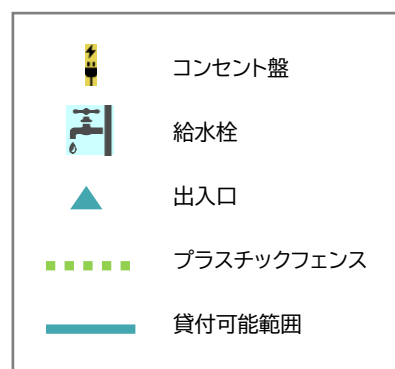 コンセント盤
給水栓
出入口
プラスチックフェンス
貸付可能範囲